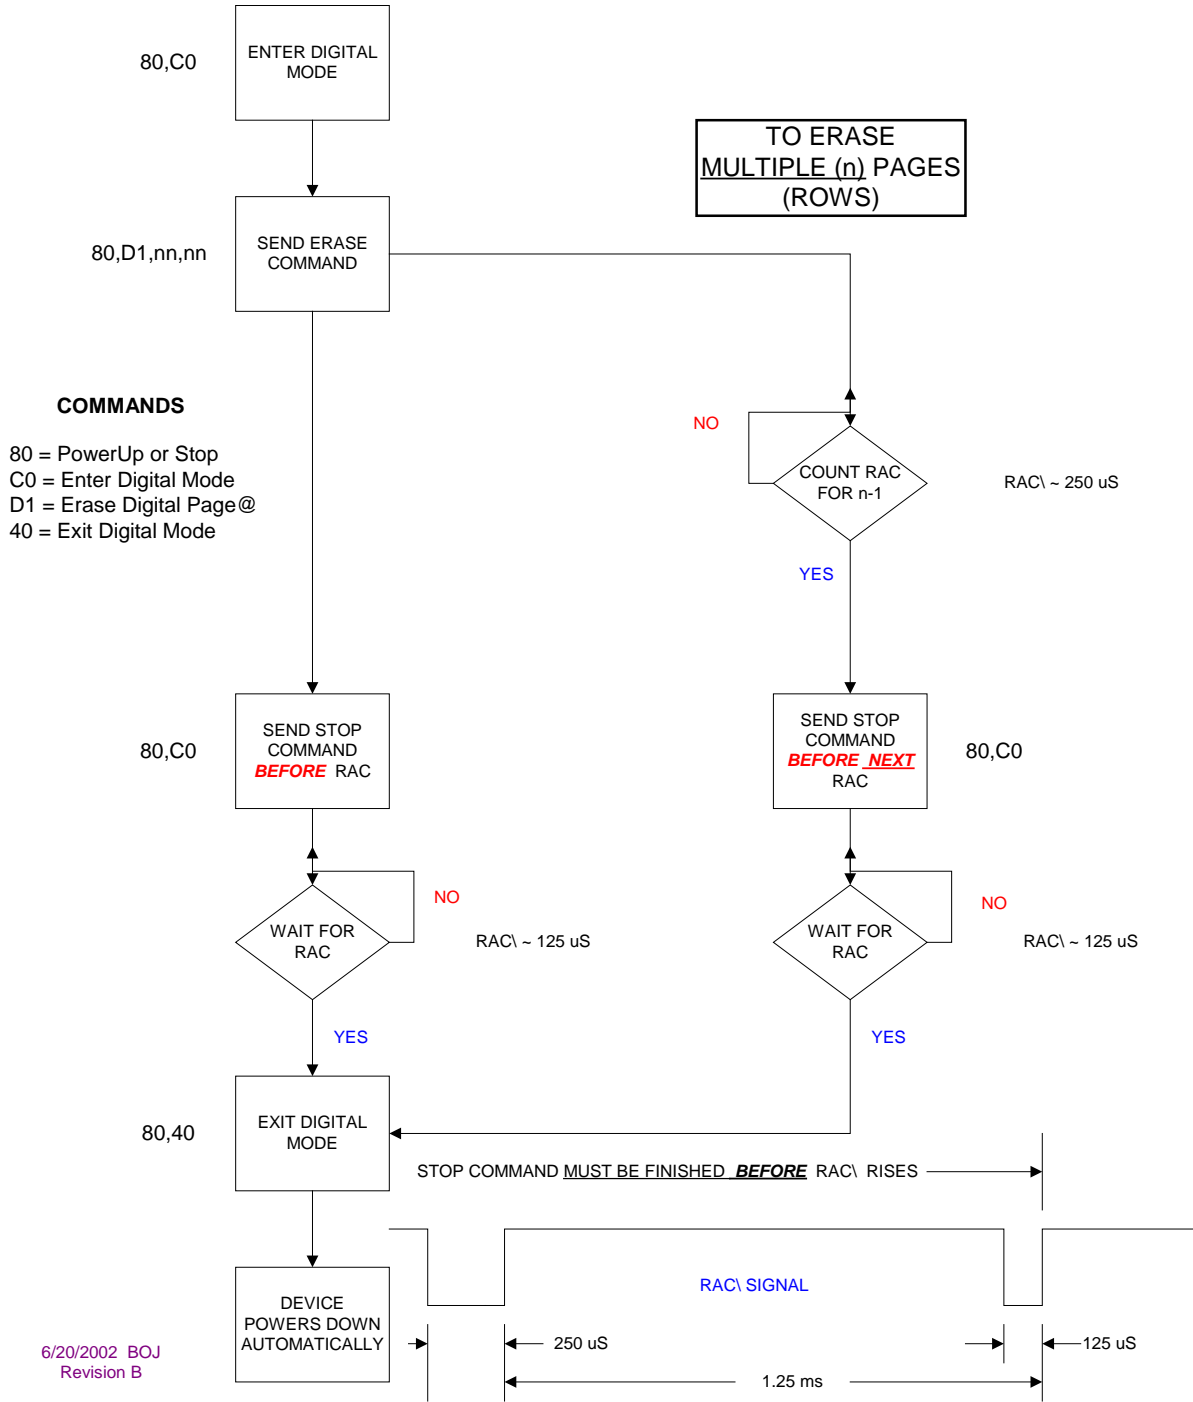 80,C0
ENTER DIGITAL
MODE
TO ERASE
MULTIPLE (n) PAGES
(ROWS)
80,D1,nn,nn
SEND ERASE
COMMAND
COMMANDS
80 = PowerUp or Stop
C0 = Enter Digital Mode
D1 = Erase Digital Page@
40 = Exit Digital Mode
NO
COUNT RAC
FOR n-1
RAC\ ~ 250 uS
YES
80,C0
SEND STOP
COMMAND
BEFORE RAC
SEND STOP
COMMAND
BEFORE NEXT
RAC
80,C0
NO
WAIT FOR
RAC
RAC\ ~ 125 uS
YES
NO
WAIT FOR
RAC
RAC\ ~ 125 uS
YES
80,40
EXIT DIGITAL
MODE
STOP COMMAND MUST BE FINISHED BEFORE RAC\ RISES
RAC\ SIGNAL
DEVICE
POWERS DOWN
AUTOMATICALLY
250 uS
125 uS
1.25 ms
6/20/2002 BOJ
Revision B